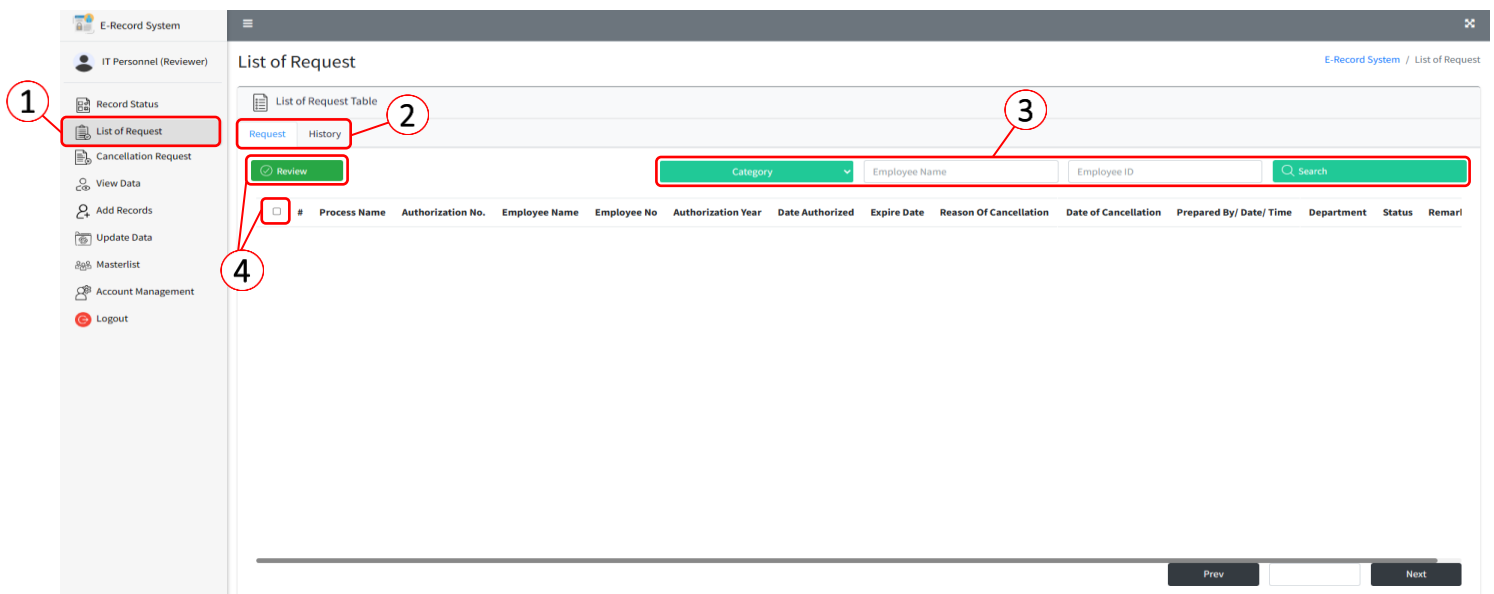 E-Record System
IT Personnel (Reviewer)
List of Request
E-Record System / List of Request
1
Record Status
List of Request
Cancellation Request
View Data
Add Records
Update Data
Masterlist
Account Management
Logout
List of Request Table
2
3
Request History
Review
Category Employee Name Employee ID Search
# Process Name Authorization No. Employee Name Employee No Authorization Year Date Authorized Expire Date Reason Of Cancellation Date of Cancellation Prepared By/ Date/ Time Department Status
4
Prev Next